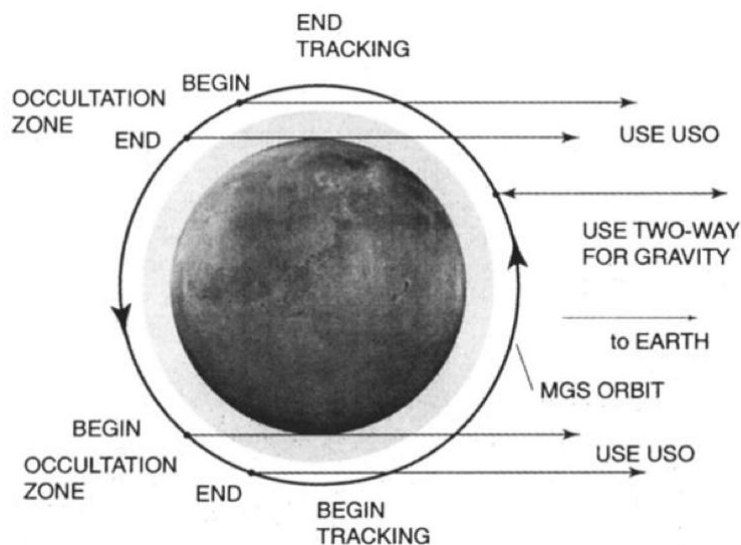 END
TRACKING
BEGIN
OCCULTATION
ZONE
END
USE USO
USE TWO-WAY
FOR GRAVITY
to EARTH
MGS ORBIT
BEGIN
OCCULTATION
ZONE
END
USE USO
BEGIN
TRACKING